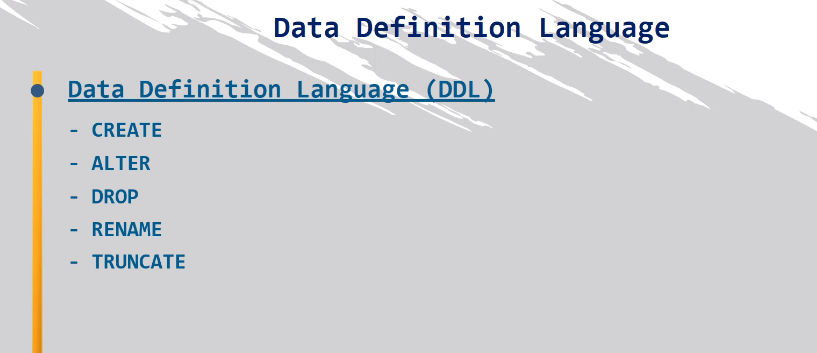 Data Definition Language
Data Definition Language (DDL)
- CREATE
- ALTER
- DROP
- RENAME
- TRUNCATE